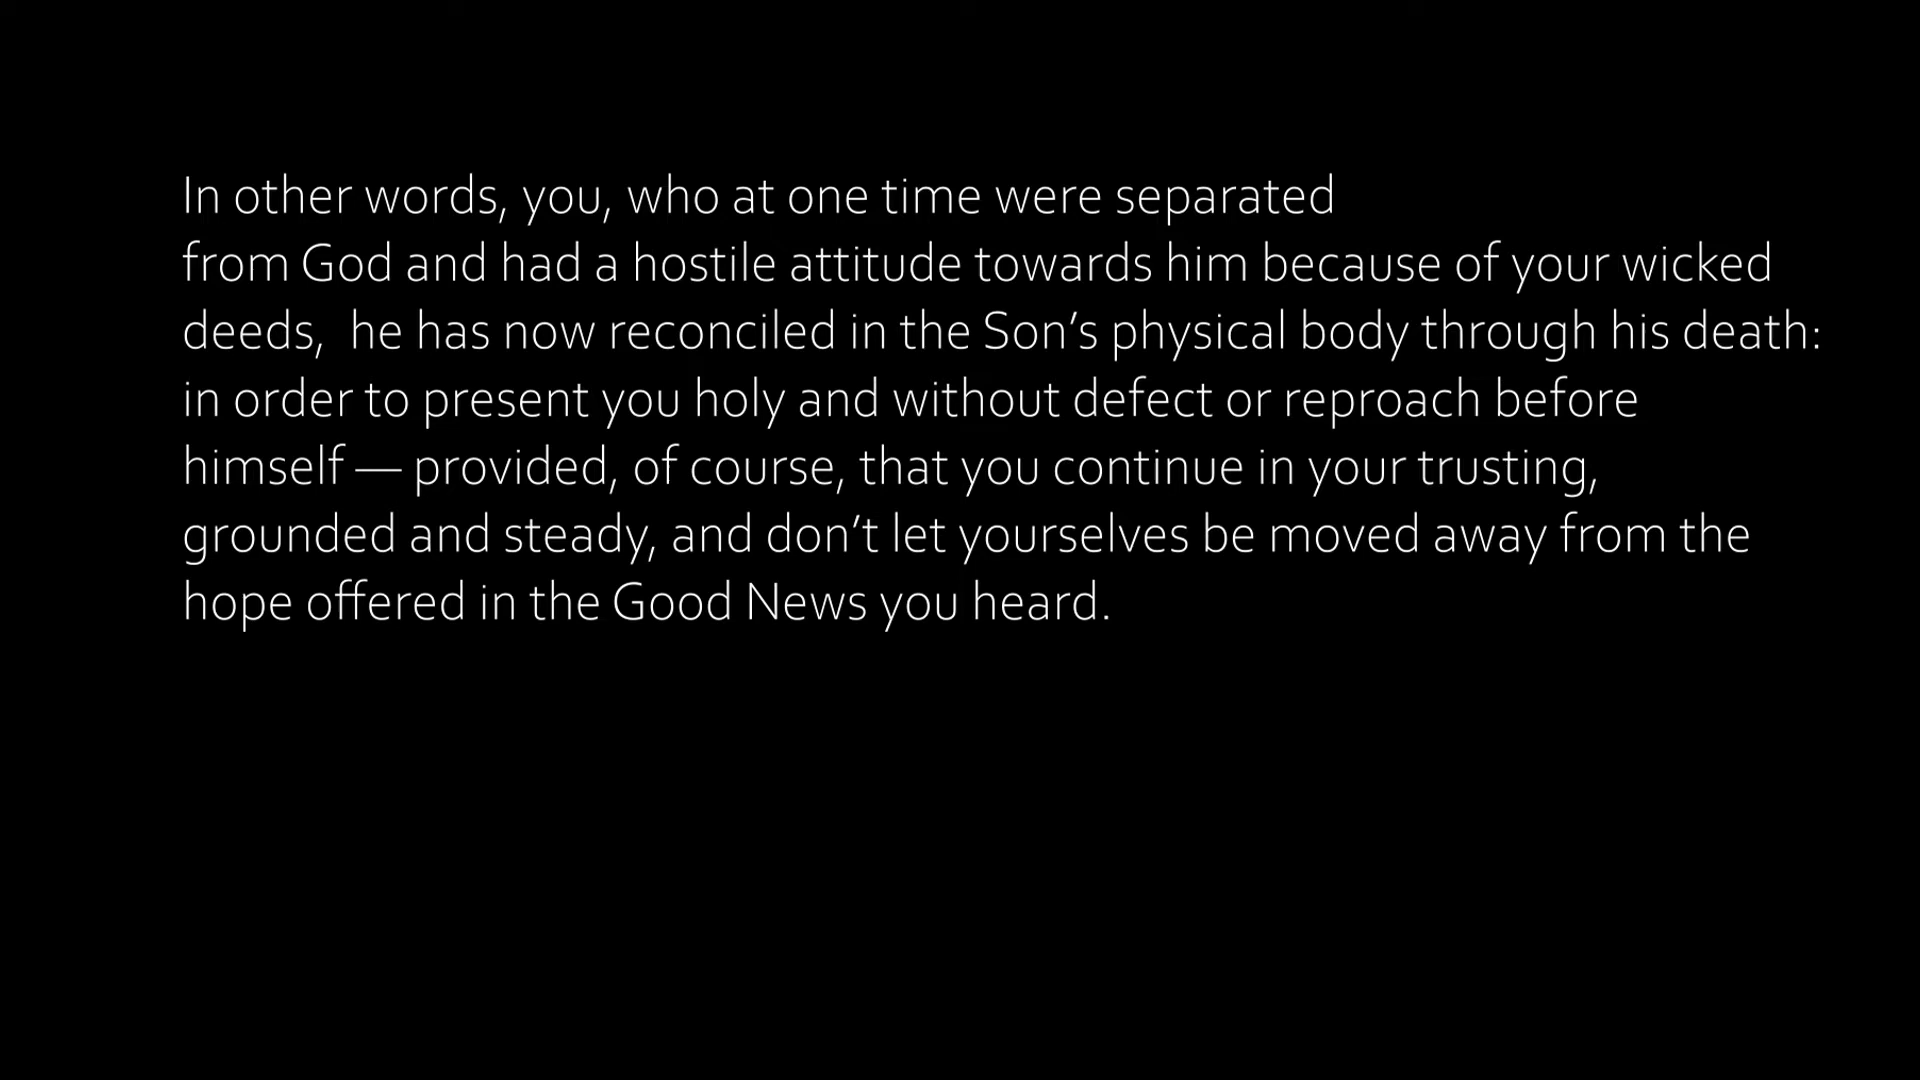 In other words, you, who at one time were separated
from God and had a hostile attitude towards him because of your wicked
deeds,  he has now reconciled in the Son’s physical body through his death:
in order to present you holy and without defect or reproach before
himself — provided, of course, that you continue in your trusting,
grounded and steady, and don’t let yourselves be moved away from the
hope offered in the Good News you heard.